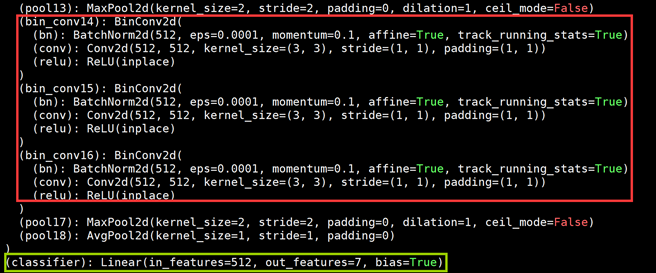 (pool13): MaxPool2d(kernel_size=2, stride=2, padding=0, dilation=1, ceil_mode=False)
(bin_conv14): BinConv2d(
(bn): BatchNorm2d(512, eps=0.0001, momentum=0.1, affine=True, track_running_stats=True)
(conv): Conv2d(512, 512, kernel_size=(3, 3), stride=(1, 1), padding=(1, 1))
(relu): ReLU(inplace)
)
(bin_conv15): BinConv2d(
(bn): BatchNorm2d(512, eps=0.0001, momentum=0.1, affine=True, track_running_stats=True)
(conv): Conv2d(512, 512, kernel_size=(3, 3), stride=(1, 1), padding=(1, 1))
(relu): ReLU(inplace)
)
(bin_conv16): BinConv2d(
(bn): BatchNorm2d(512, eps=0.0001, momentum=0.1, affine=True, track_running_stats=True)
(conv): Conv2d(512, 512, kernel_size=(3, 3), stride=(1, 1), padding=(1, 1))
(relu): ReLU(inplace)
)
(pool17): MaxPool2d(kernel_size=2, stride=2, padding=0, dilation=1, ceil_mode=False)
(pool18): AvgPool2d(kernel_size=1, stride=1, padding=0)
)
(classifier): Linear(in_features=512, out_features=7, bias=True)